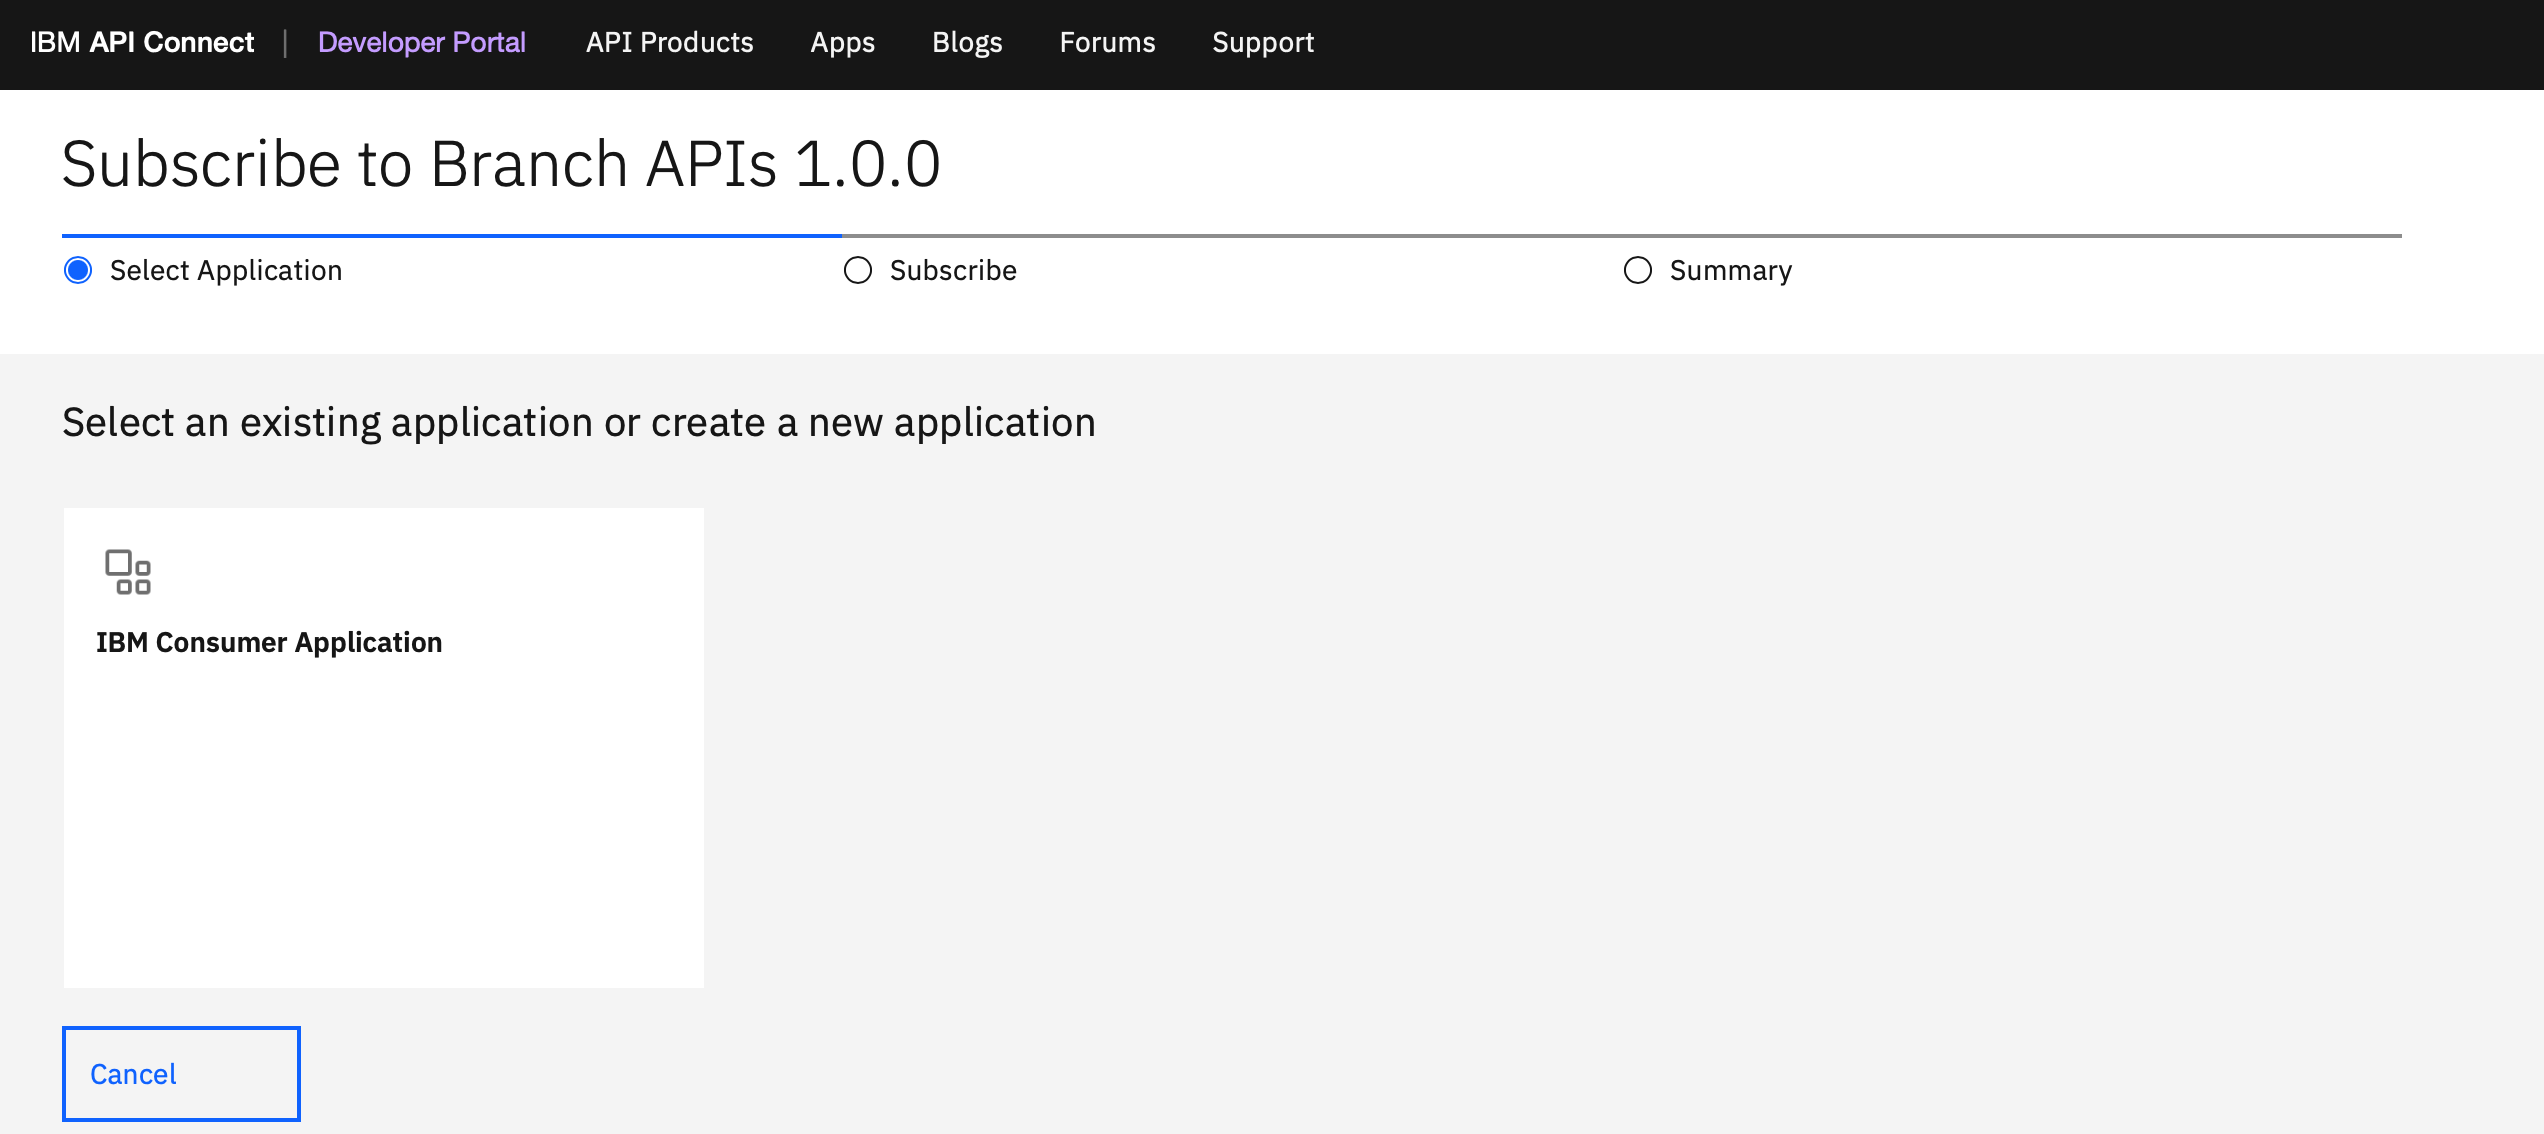 IBM API Connect | Developer Portal API Products Apps Blogs Forums Support
Subscribe to Branch APIs 1.0.0
Select Application Subscribe Summary
Select an existing application or create a new application
IBM Consumer Application
Cancel